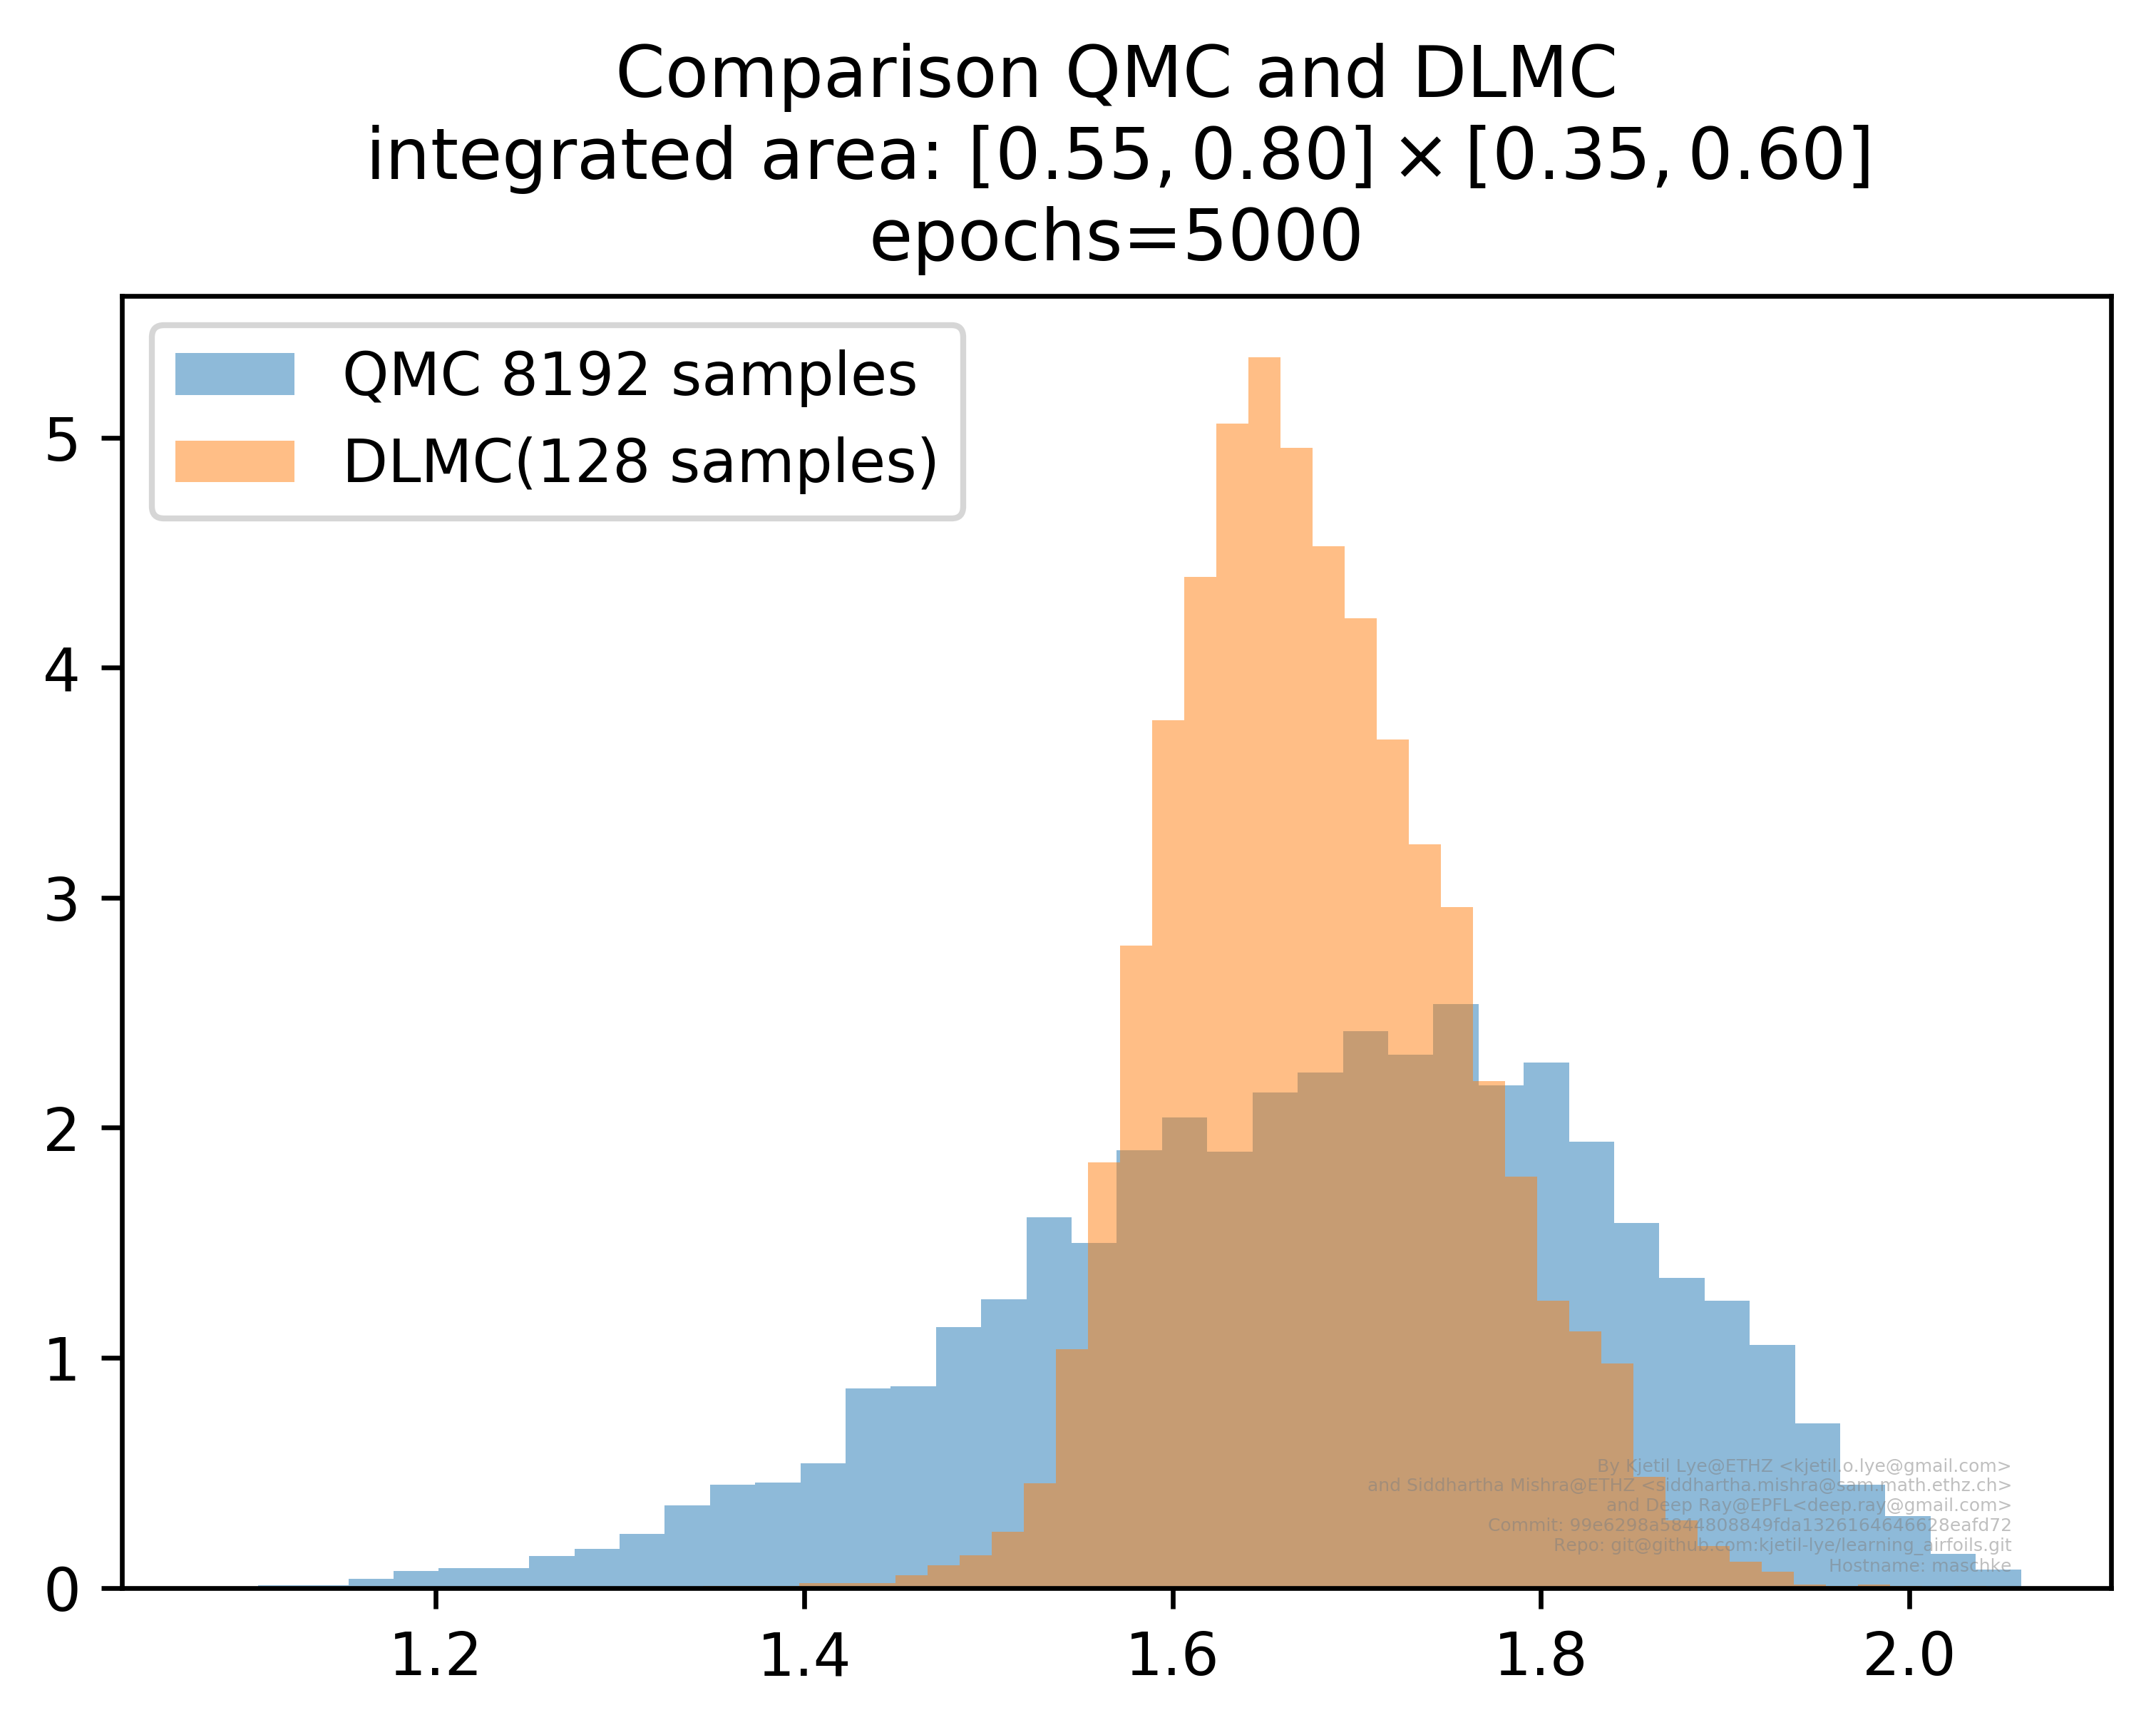 Comparison QMC and DLMC
integrated area: [0.55, 0.80] × [0.35, 0.60]
epochs=5000
QMC 8192 samples
DLMC(128 samples)
5
4
3
2
1
0
1.2 1.4 1.6 1.8 2.0
By Kjetil Lye@ETHZ <kjetil.o.lye@gmail.com>
and Siddhartha Mishra@ETHZ <siddhartha.mishra@sam.math.ethz.ch>
and Deep Ray@EPFL<deep.ray@gmail.com>
Commit: 99e6298a5844808849fda1326164646628eafd72
Repo: git@github.com:kjetil-lye/learning_airfoils.git
Hostname: maschke